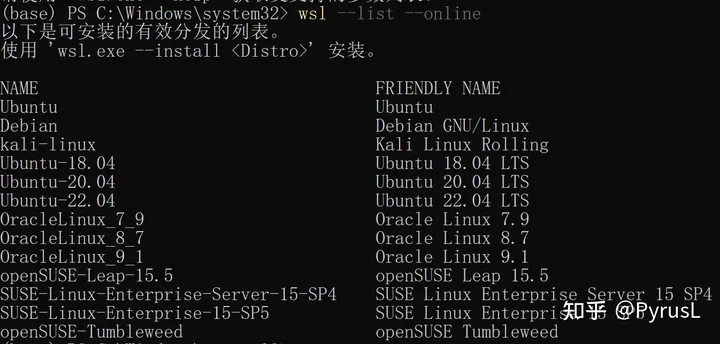 (base) PS C:\Windows\system32> wsl --list --online
以下是可安装的有效分发的列表。
使用 'wsl.exe --install <Distro>' 安装。
NAME FRIENDLY NAME
Ubuntu Ubuntu
Debian Debian GNU/Linux
kali-linux Kali Linux Rolling
Ubuntu-18.04 Ubuntu 18.04 LTS
Ubuntu-20.04 Ubuntu 20.04 LTS
Ubuntu-22.04 Ubuntu 22.04 LTS
OracleLinux_7_9 Oracle Linux 7.9
OracleLinux_8_7 Oracle Linux 8.7
OracleLinux_9_1 Oracle Linux 9.1
openSUSE-Leap-15.5 openSUSE Leap 15.5
SUSE-Linux-Enterprise-Server-15-SP4 SUSE Linux Enterprise Server 15 SP4
SUSE-Linux-Enterprise-15-SP5 SUSE Linux Enterprise
知乎 @PyrusL
openSUSE-Tumbleweed openSUSE Tumbleweed